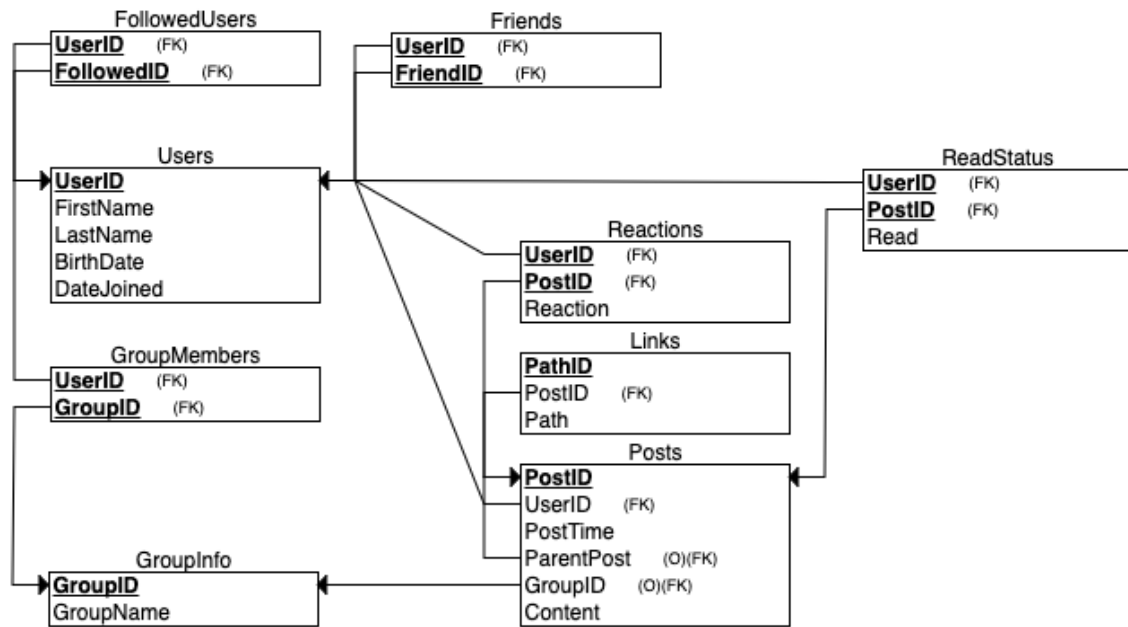 FollowedUsers
UserID (FK)
FollowedID (FK)
Friends
UserID (FK)
FriendID (FK)
Users
UserID
FirstName
LastName
BirthDate
DateJoined
ReadStatus
UserID (FK)
PostID (FK)
Read
Reactions
UserID (FK)
PostID (FK)
Reaction
Links
PathID
PostID (FK)
Path
GroupMembers
UserID (FK)
GroupID (FK)
Posts
PostID
UserID (FK)
PostTime
ParentPost (O)(FK)
GroupID (O)(FK)
Content
GroupInfo
GroupID
GroupName